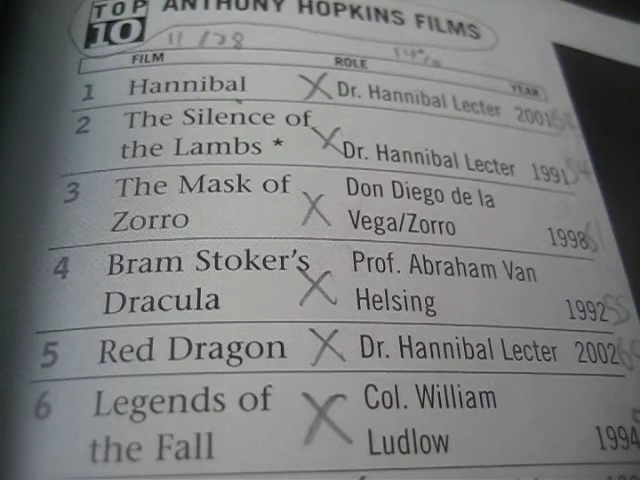 TOP 10 ANTHONY HOPKINS FILMS
11/28
FILM ROLE YEAR
1 Hannibal X Dr. Hannibal Lecter 2001
2 The Silence of
the Lambs * X Dr. Hannibal Lecter 1991
3 The Mask of X Don Diego de la
Zorro Vega/Zorro 1998
4 Bram Stoker's X Prof. Abraham Van
Dracula Helsing 1992 55
5 Red Dragon X Dr. Hannibal Lecter 2002
6 Legends of X Col. William
the Fall Ludlow 1994